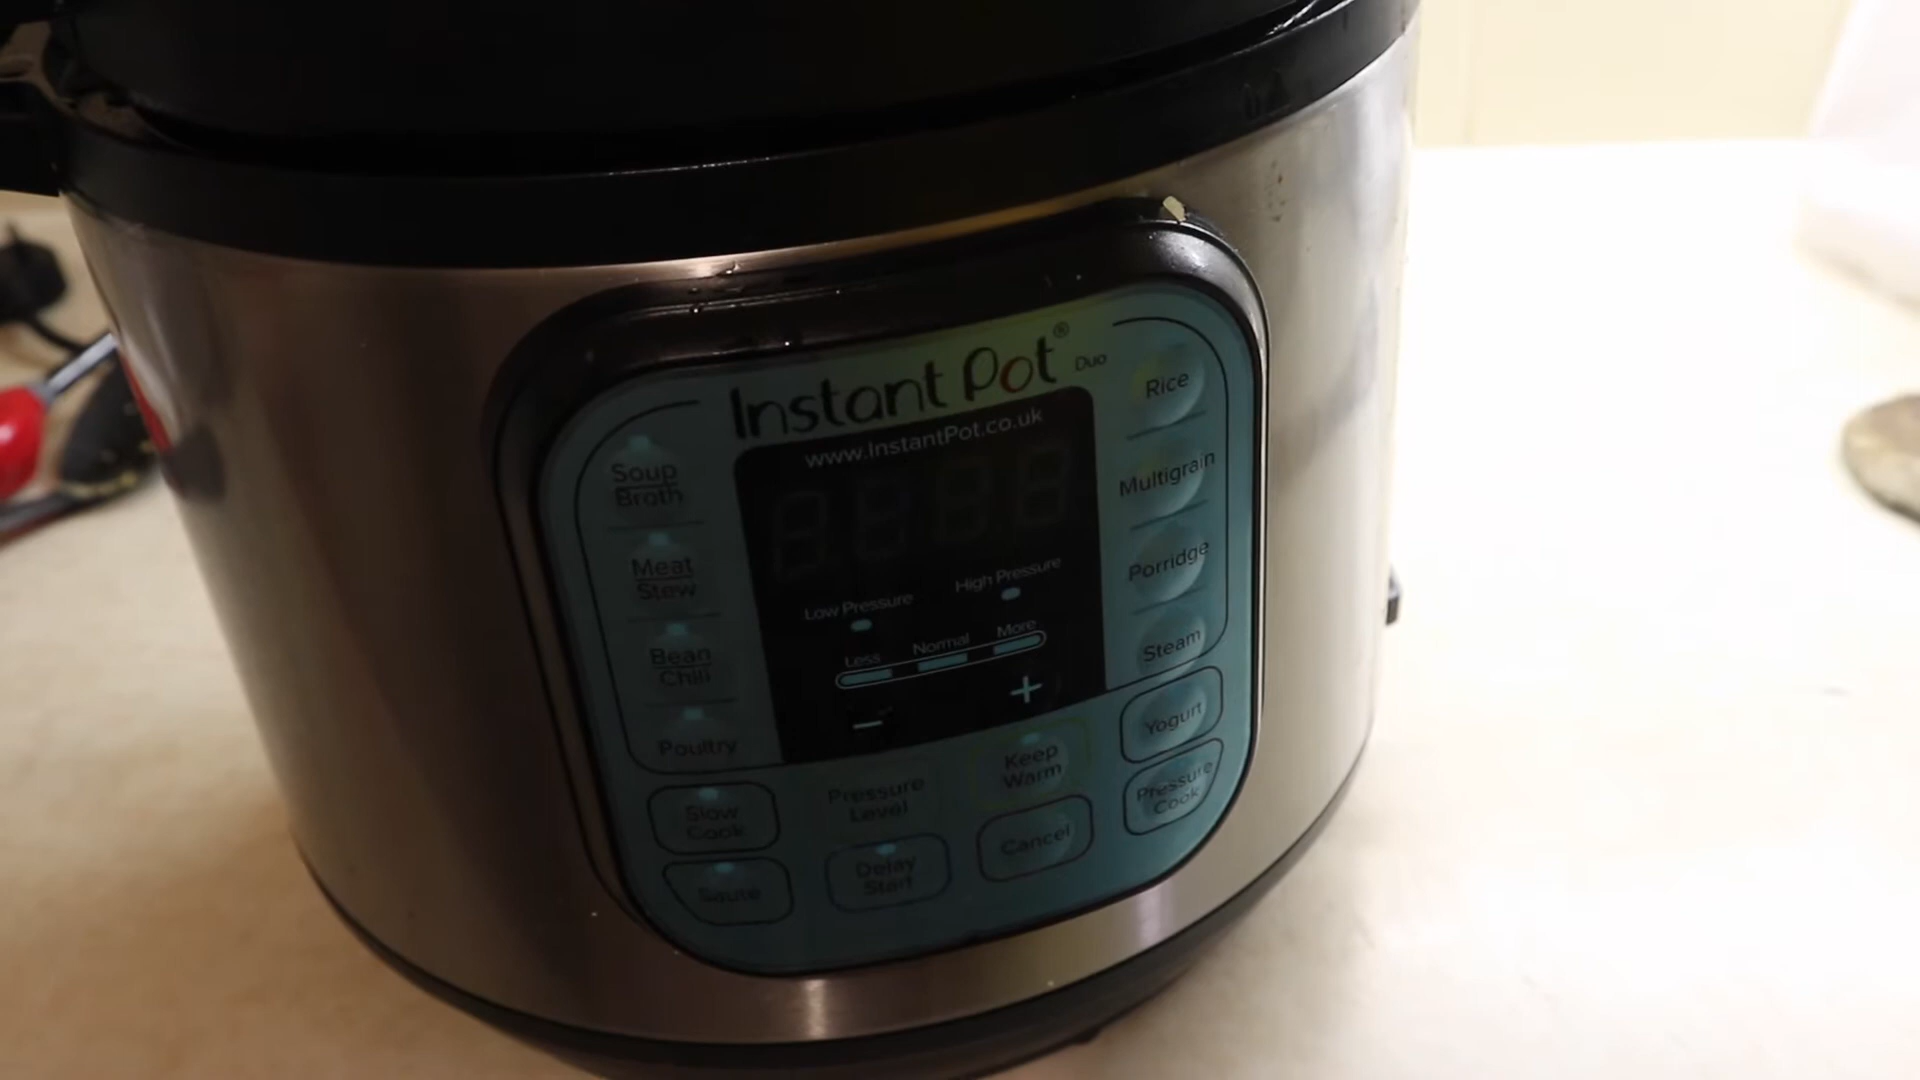 Instant Pot® Duo
www.InstantPot.co.uk
Soup
Broth
Meat
Stew
Bean
Chili
Poultry
Slow
Cook
Saute
Low Pressure
High Pressure
Less
Normal
More
−
+
Pressure
Level
Keep
Warm
Delay
Start
Cancel
Rice
Multigrain
Porridge
Steam
Yogurt
Pressure
Cook